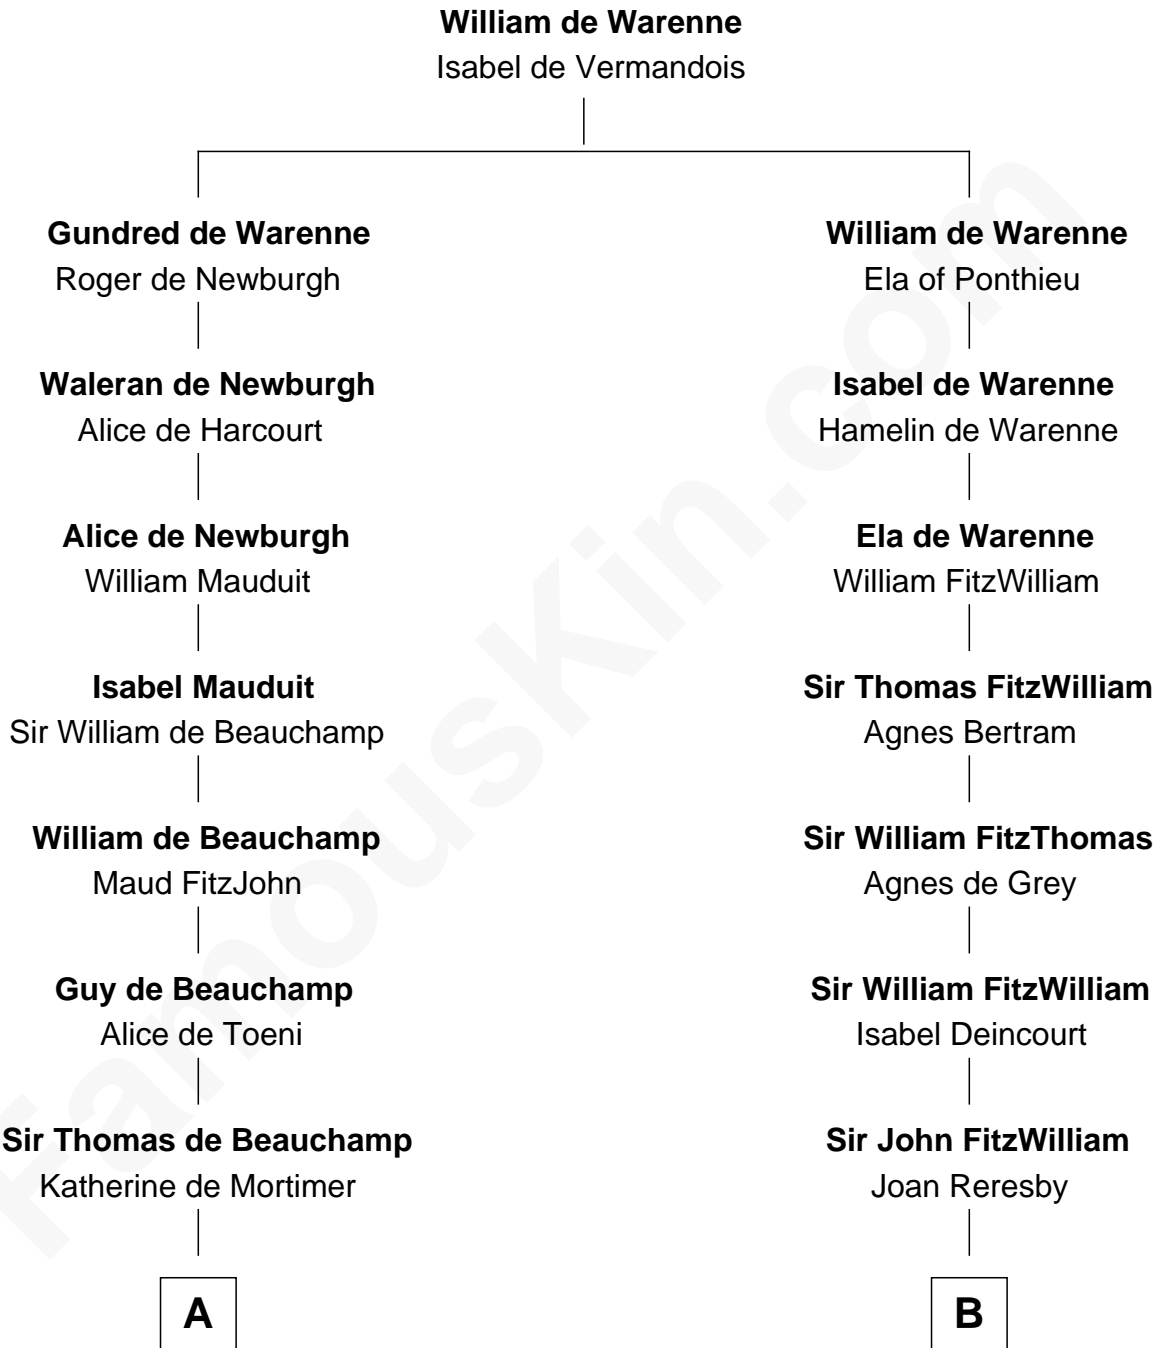 William de Warenne
Isabel de Vermandois
Gundred de Warenne
Roger de Newburgh
Waleran de Newburgh
Alice de Harcourt
Alice de Newburgh
William Mauduit
Isabel Mauduit
Sir William de Beauchamp
William de Beauchamp
Maud FitzJohn
Guy de Beauchamp
Alice de Toeni
Sir Thomas de Beauchamp
Katherine de Mortimer
A
William de Warenne
Ela of Ponthieu
Isabel de Warenne
Hamelin de Warenne
Ela de Warenne
William FitzWilliam
Sir Thomas FitzWilliam
Agnes Bertram
Sir William FitzThomas
Agnes de Grey
Sir William FitzWilliam
Isabel Deincourt
Sir John FitzWilliam
Joan Reresby
B
FamousKin.com